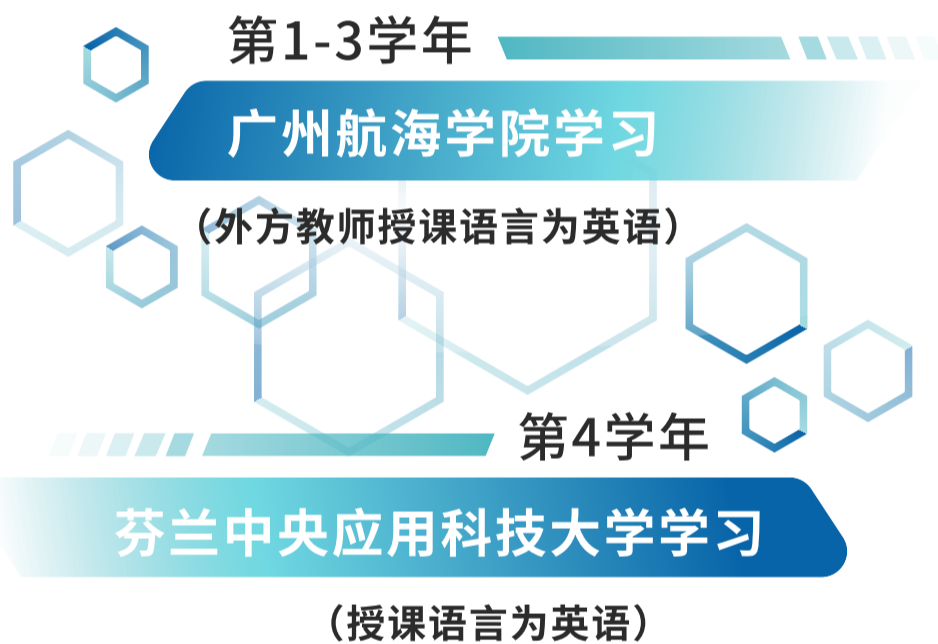 第1-3学年
广州航海学院学习
（外方教师授课语言为英语）
第4学年
芬兰中央应用科技大学学习
（授课语言为英语）